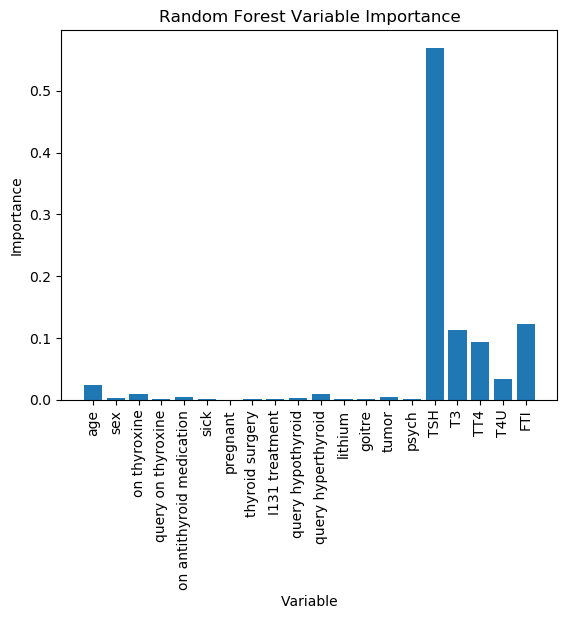 Random Forest Variable Importance
Importance
0.5
0.4
0.3
0.2
0.1
0.0
age
sex
on thyroxine
query on thyroxine
on antithyroid medication
sick
pregnant
thyroid surgery
I131 treatment
query hypothyroid
query hyperthyroid
lithium
goitre
tumor
psych
TSH
T3
TT4
T4U
FTI
Variable